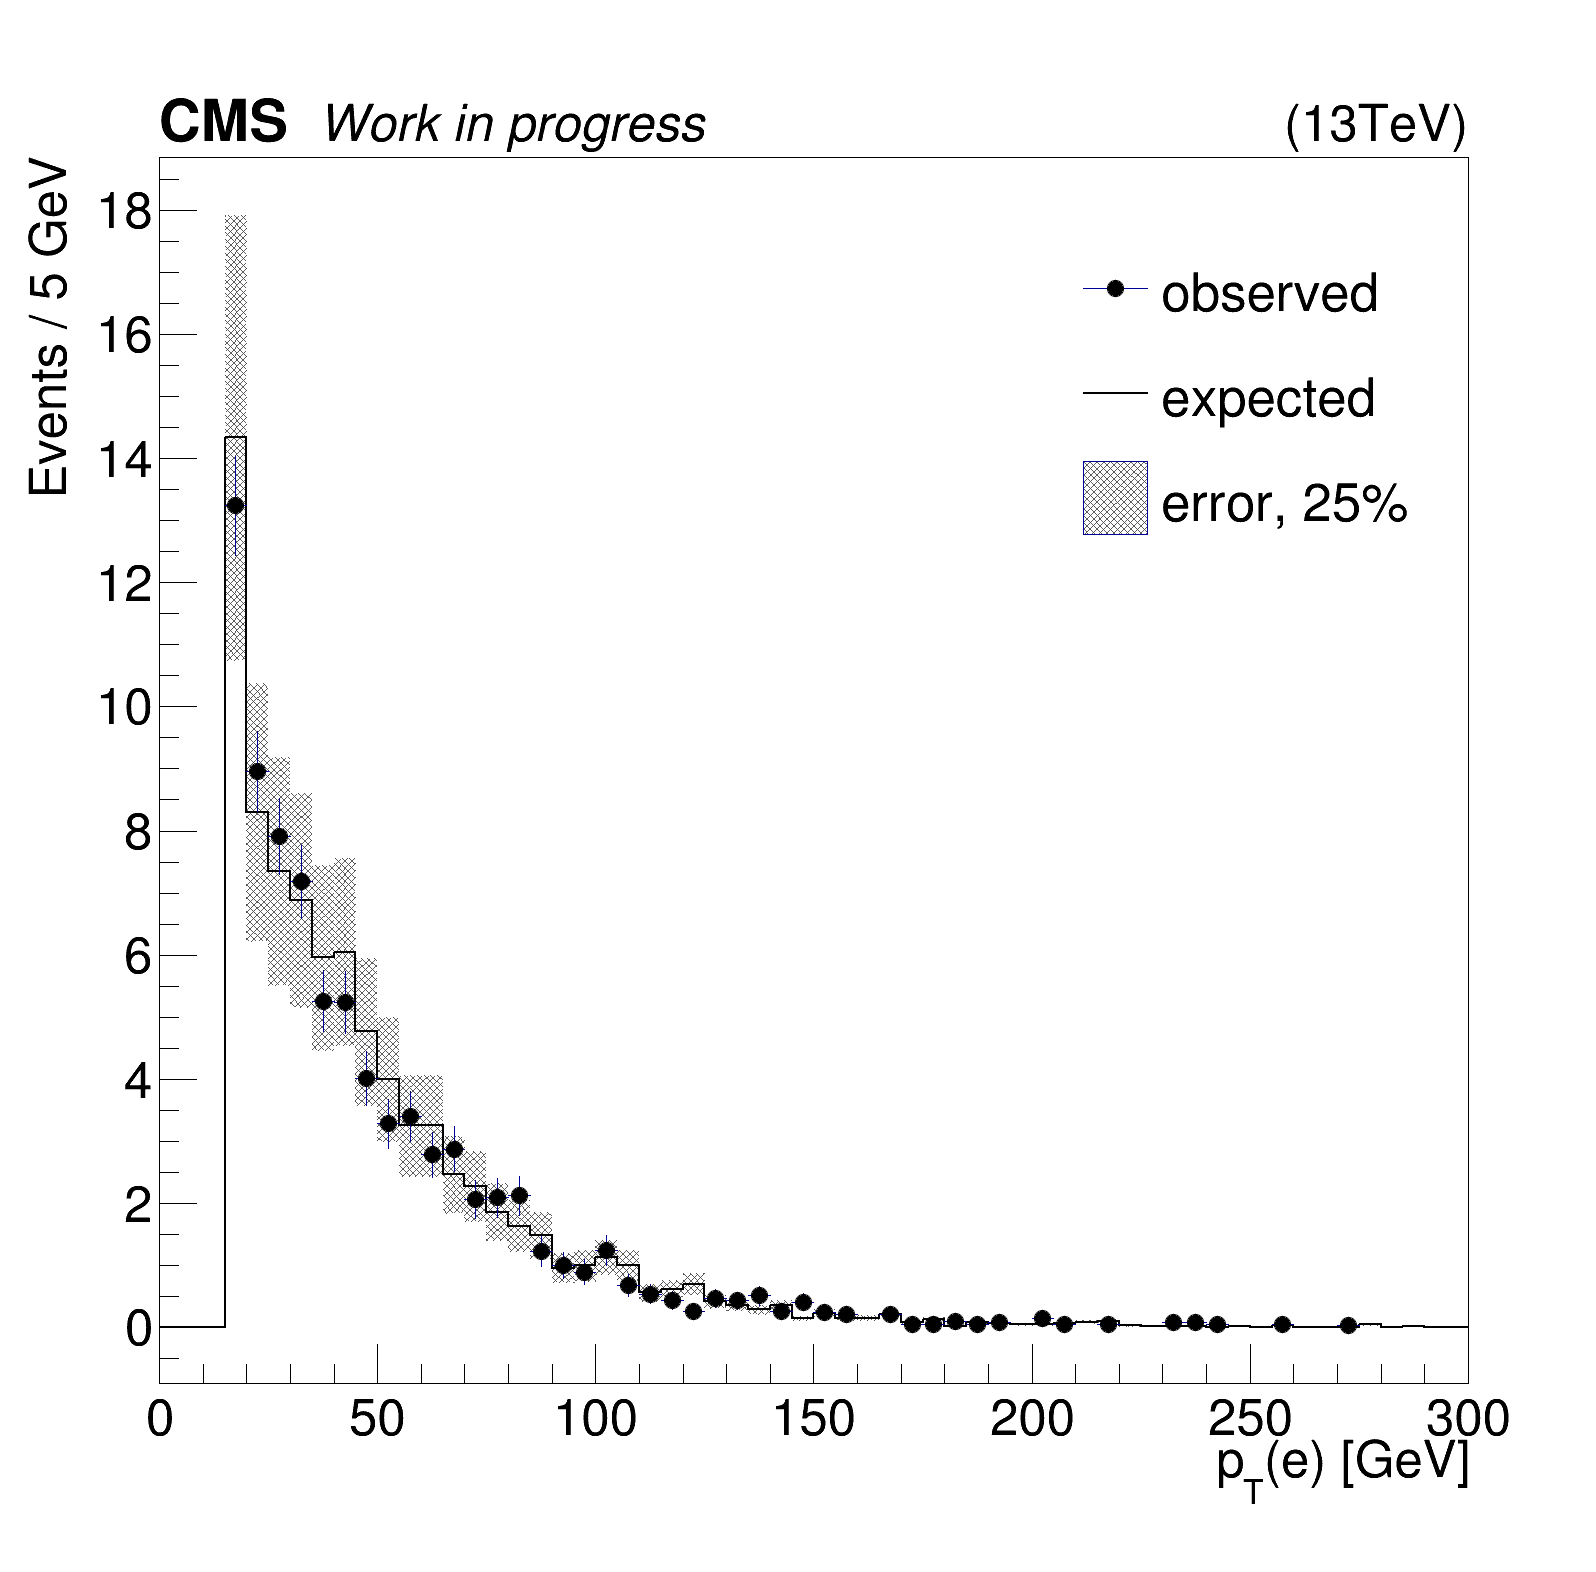 CMS Work in progress (13TeV)
Events / 5 GeV
18
16
14
12
10
8
6
4
2
0
observed
expected
error, 25%
0 50 100 150 200 250 300
pT(e) [GeV]